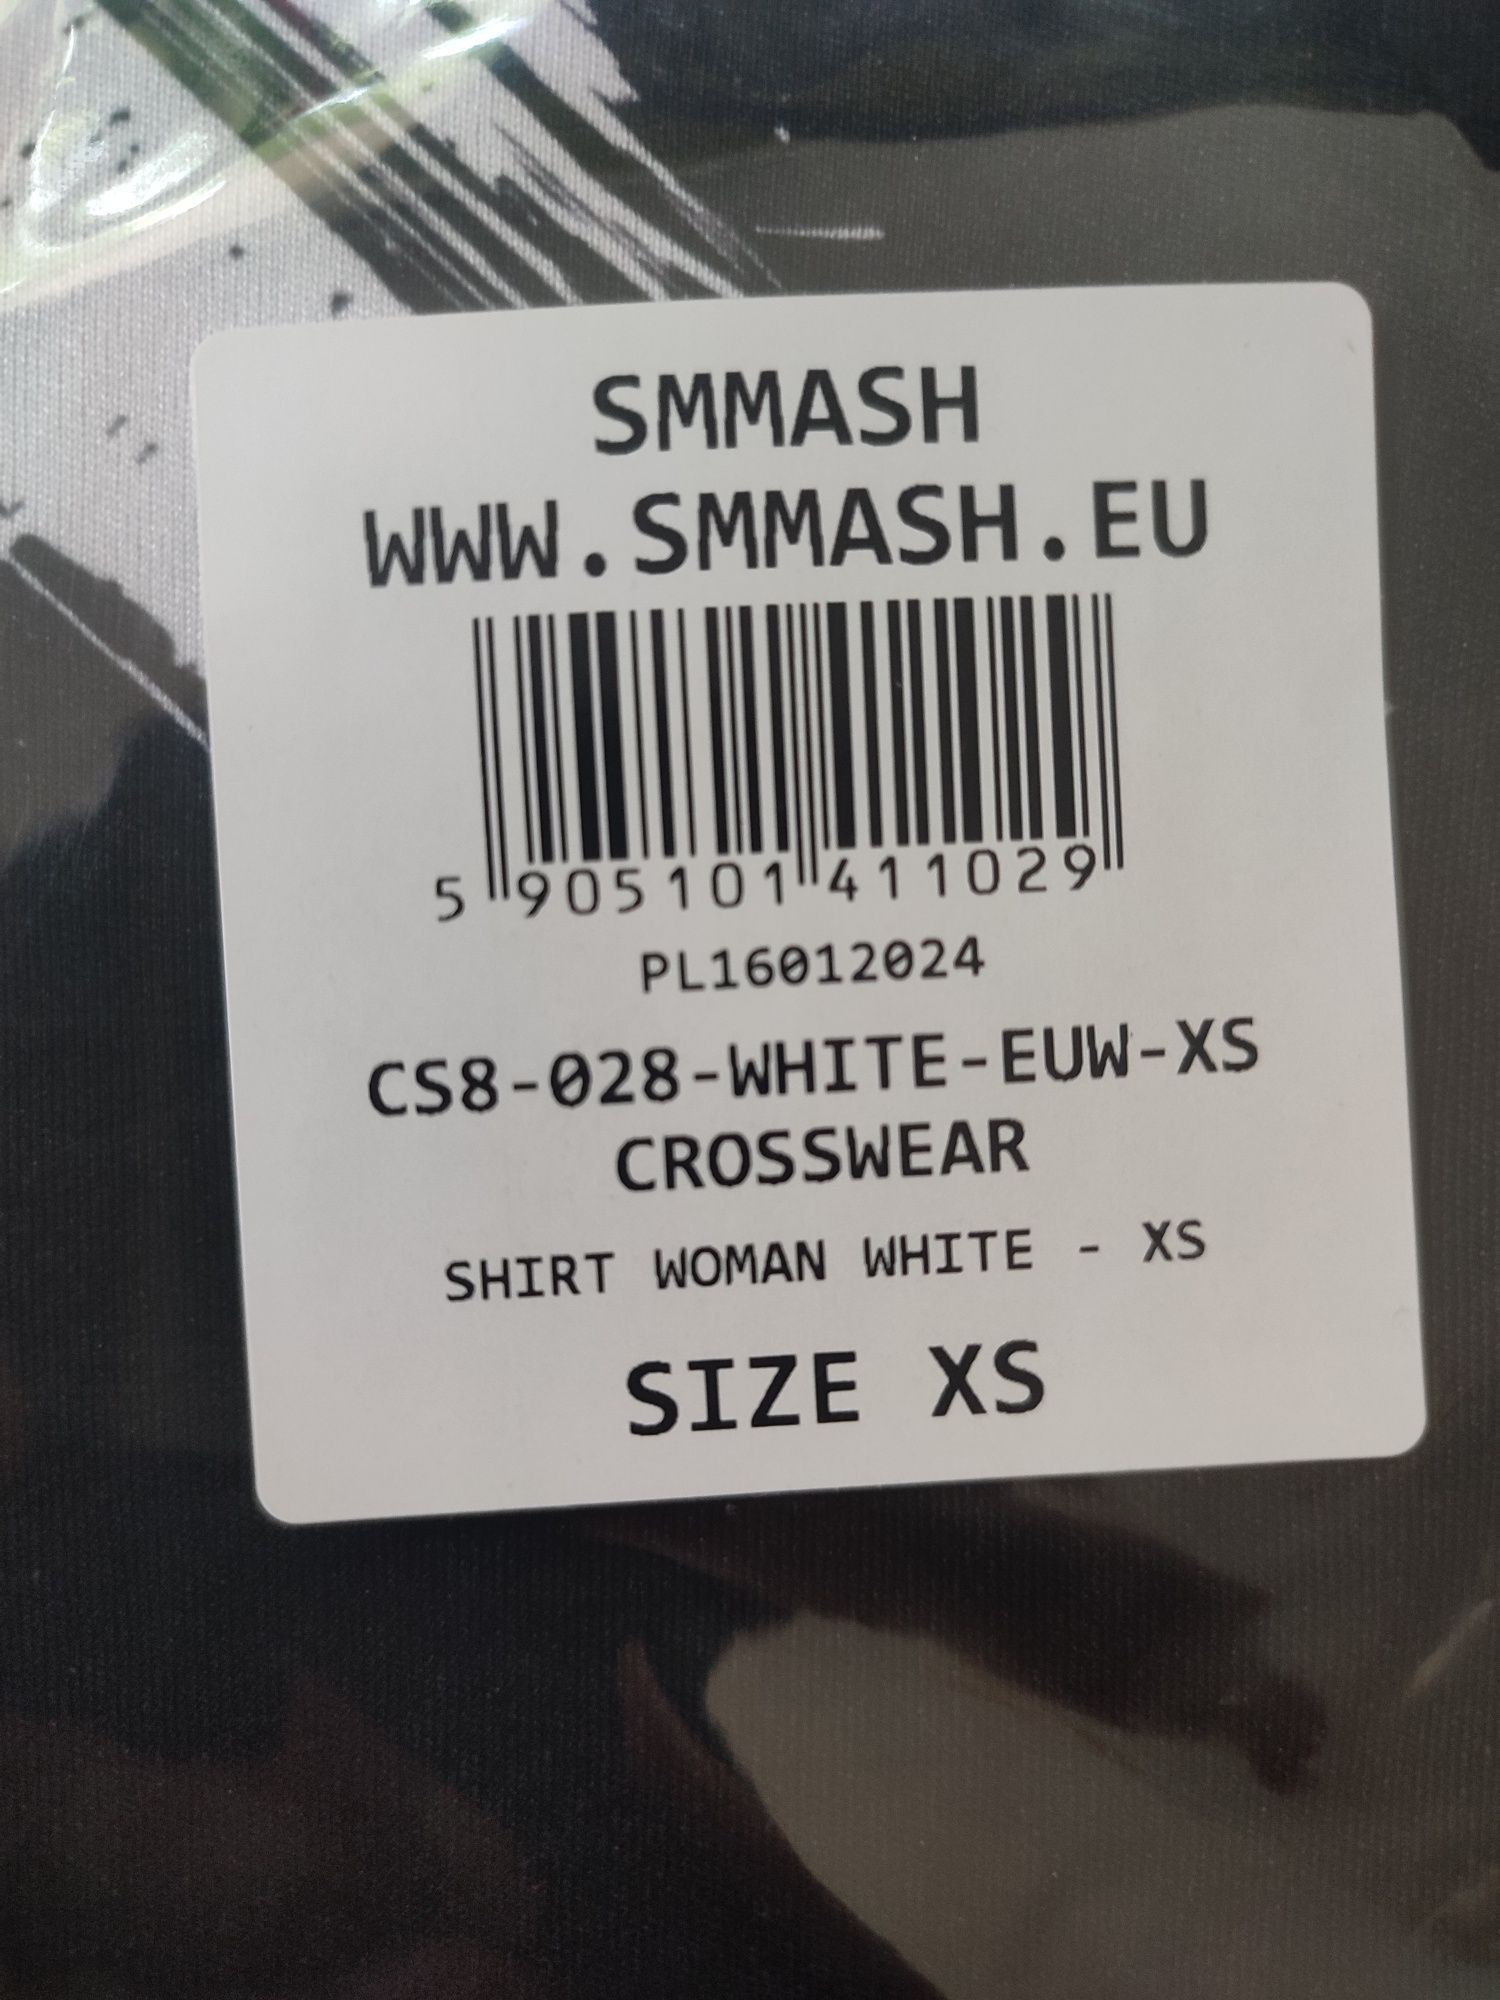 SMMASH
WWW.SMMASH.EU
5 905101 411029
PL16012024
CS8-028-WHITE-EUW-XS
CROSSWEAR
SHIRT WOMAN WHITE - XS
SIZE XS